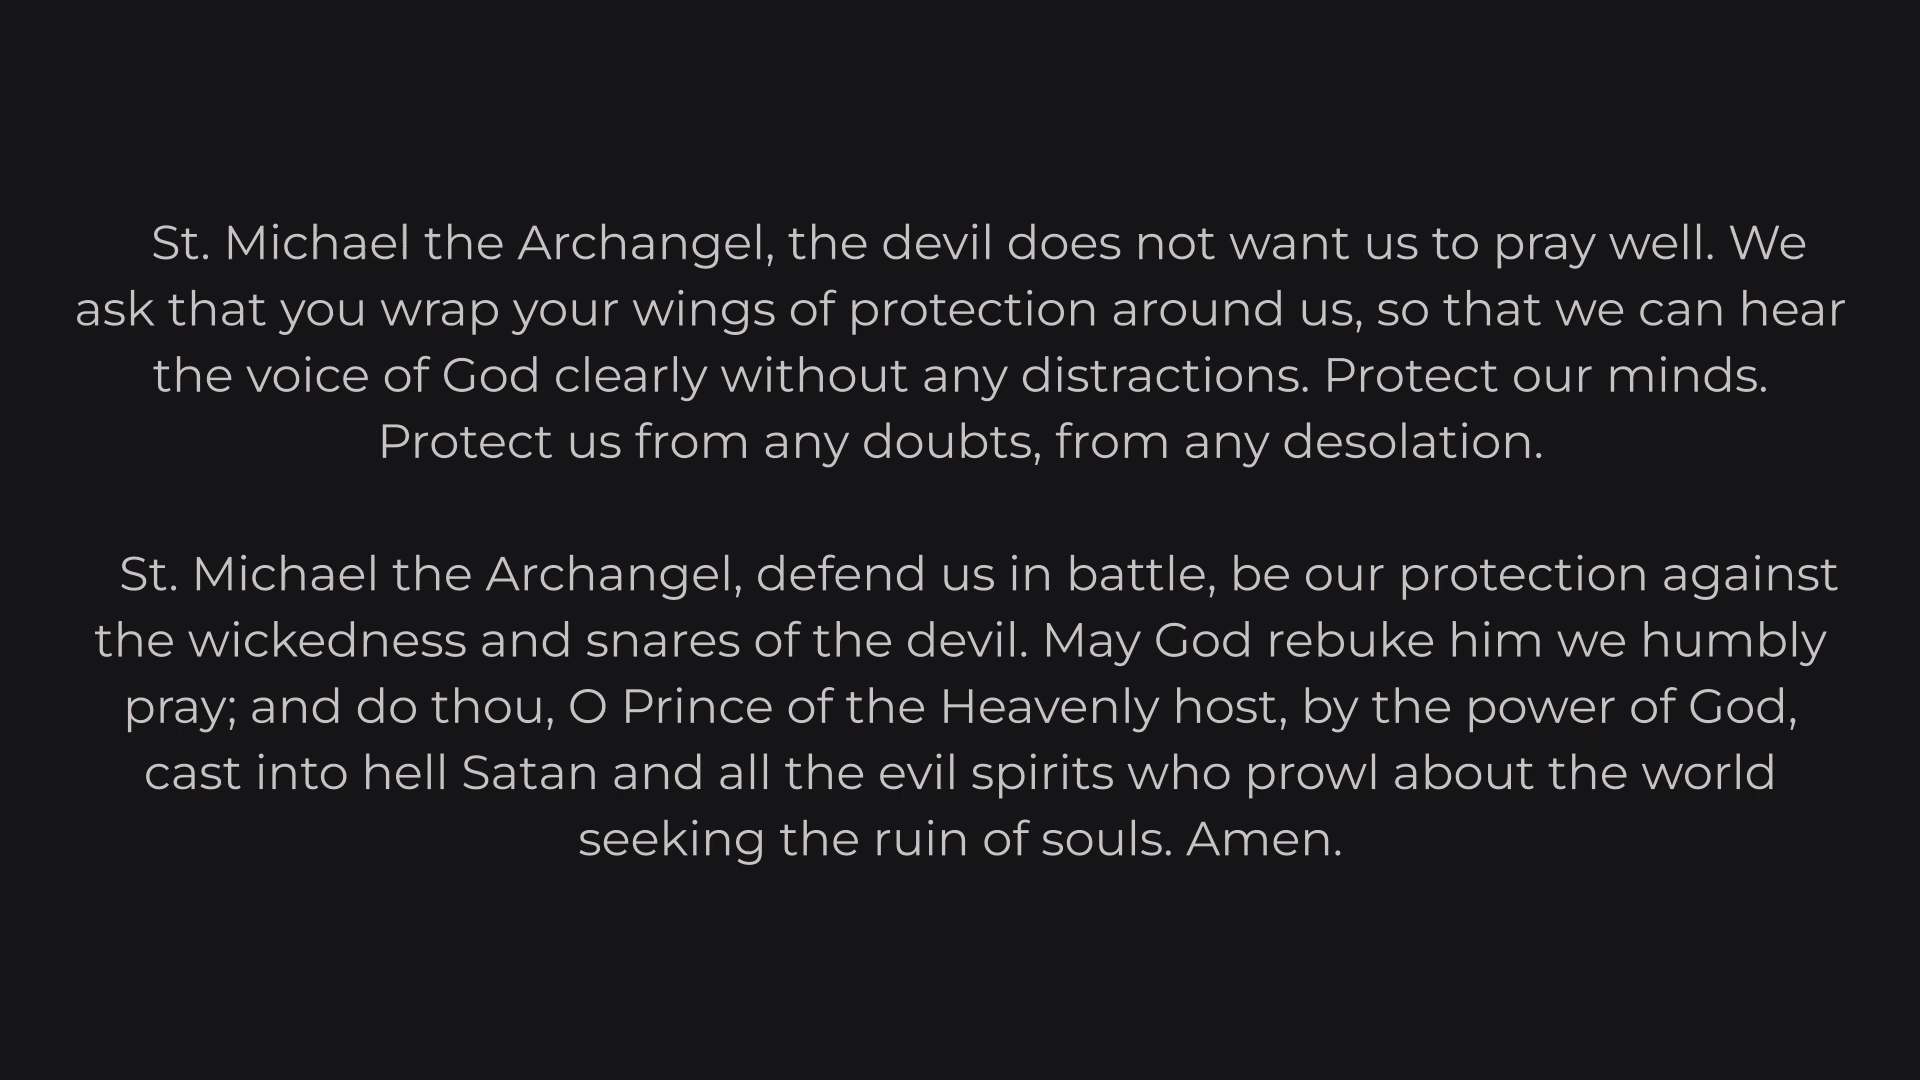 St. Michael the Archangel, the devil does not want us to pray well. We
ask that you wrap your wings of protection around us, so that we can hear
the voice of God clearly without any distractions. Protect our minds.
Protect us from any doubts, from any desolation.
St. Michael the Archangel, defend us in battle, be our protection against
the wickedness and snares of the devil. May God rebuke him we humbly
pray; and do thou, O Prince of the Heavenly host, by the power of God,
cast into hell Satan and all the evil spirits who prowl about the world
seeking the ruin of souls. Amen.